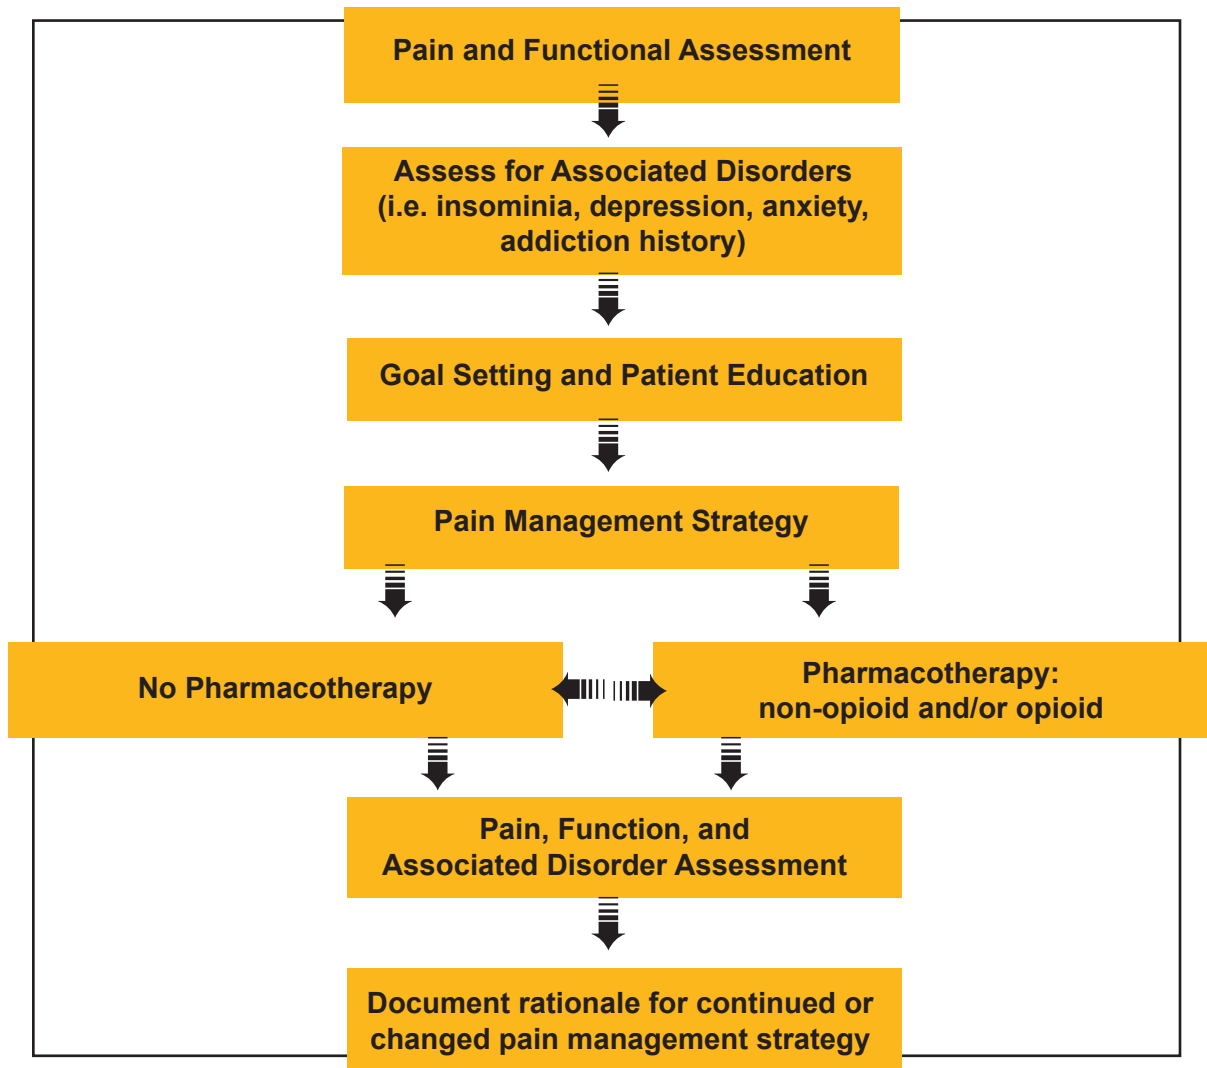 Pain and Functional Assessment
Assess for Associated Disorders
(i.e. insominia, depression, anxiety,
addiction history)
Goal Setting and Patient Education
Pain Management Strategy
No Pharmacotherapy
Pharmacotherapy:
non-opioid and/or opioid
Pain, Function, and
Associated Disorder Assessment
Document rationale for continued or
changed pain management strategy